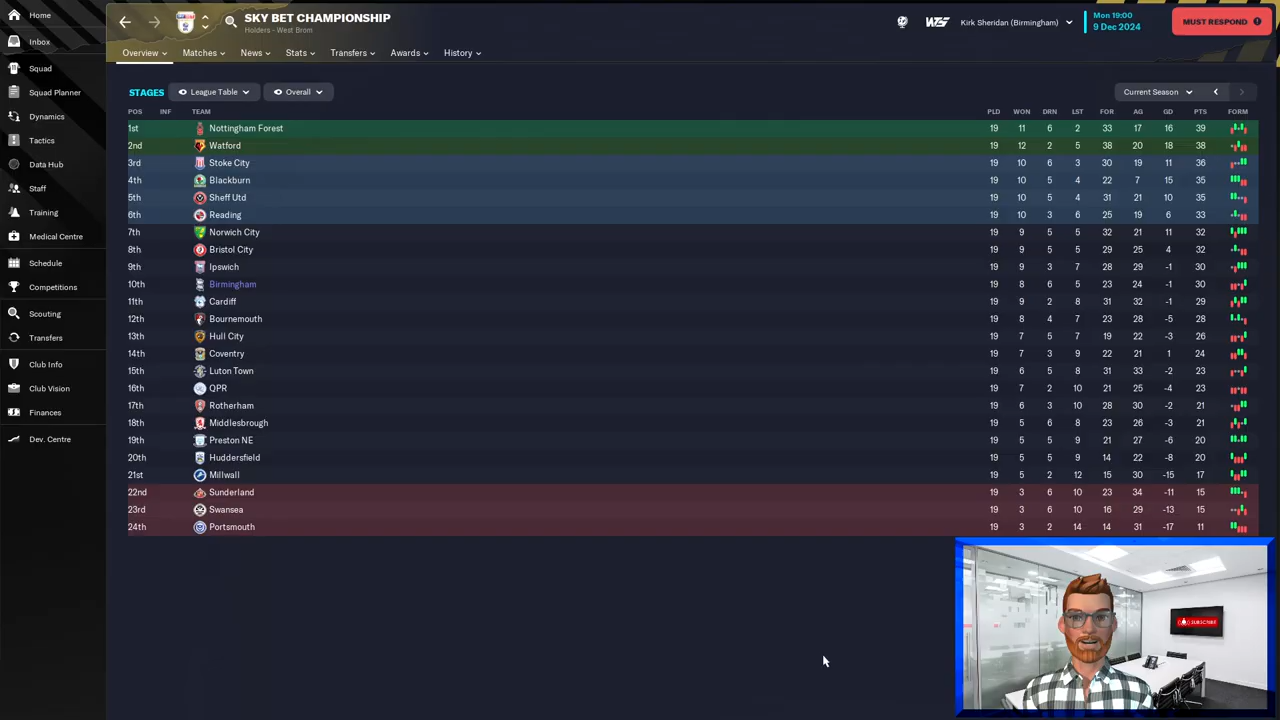 Home
Inbox
Squad
Squad Planner
Dynamics
Tactics
Data Hub
Staff
Training
Medical Centre
Schedule
Competitions
Scouting
Transfers
Club Info
Club Vision
Finances
Dev. Centre
SKY BET CHAMPIONSHIP
Holders - West Brom
Kirk Sheridan (Birmingham)
Mon 19:00
9 Dec 2024
MUST RESPOND
Overview Matches News Stats Transfers Awards History
STAGES League Table Overall Current Season
POS INF TEAM PLD WON DRN LST FOR AG GD PTS FORM
1st Nottingham Forest 19 11 6 2 33 17 16 39
2nd Watford 19 12 2 5 38 20 18 38
3rd Stoke City 19 10 6 3 30 19 11 36
4th Blackburn 19 10 5 4 22 7 15 35
5th Sheff Utd 19 10 5 4 31 21 10 35
6th Reading 19 10 3 6 25 19 6 33
7th Norwich City 19 9 5 5 32 21 11 32
8th Bristol City 19 9 5 5 29 25 4 32
9th Ipswich 19 9 3 7 28 29 -1 30
10th Birmingham 19 8 6 5 23 24 -1 30
11th Cardiff 19 9 2 8 31 32 -1 29
12th Bournemouth 19 8 4 7 23 28 -5 28
13th Hull City 19 7 5 7 19 22 -3 26
14th Coventry 19 7 3 9 22 21 1 24
15th Luton Town 19 6 5 8 31 33 -2 23
16th QPR 19 7 2 10 21 25 -4 23
17th Rotherham 19 6 3 10 28 30 -2 21
18th Middlesbrough 19 5 6 8 23 26 -3 21
19th Preston NE 19 5 5 9 21 27 -6 20
20th Huddersfield 19 5 5 9 14 22 -8 20
21st Millwall 19 5 2 12 15 30 -15 17
22nd Sunderland 19 3 6 10 23 34 -11 15
23rd Swansea 19 3 6 10 16 29 -13 15
24th Portsmouth 19 3 2 14 14 31 -17 11
SUBSCRIBE